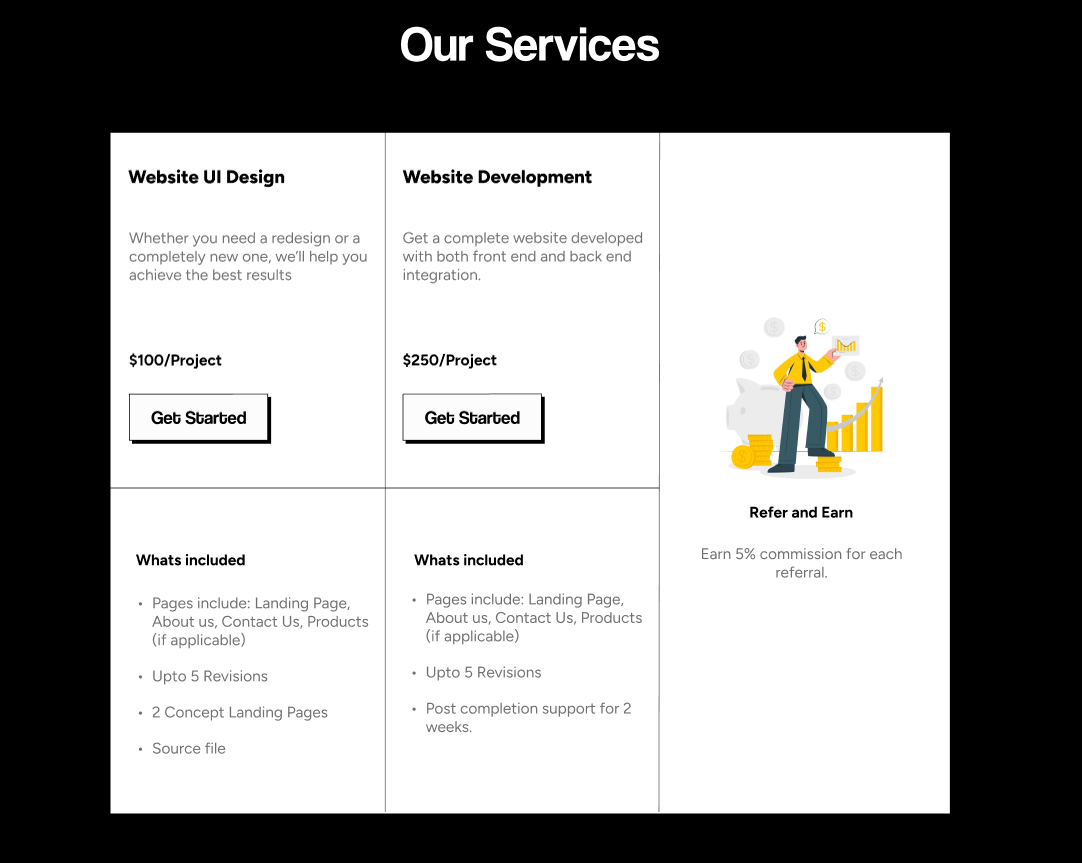 Our Services
Website UI Design
Whether you need a redesign or a
completely new one, we'll help you
achieve the best results
$100/Project
Get Started
Website Development
Get a complete website developed
with both front end and back end
integration.
$250/Project
Get Started
Whats included
• Pages include: Landing Page,
About us, Contact Us, Products
(if applicable)
• Upto 5 Revisions
• 2 Concept Landing Pages
• Source file
Whats included
• Pages include: Landing Page,
About us, Contact Us, Products
(if applicable)
• Upto 5 Revisions
• Post completion support for 2
weeks.
$
$
$
$
$
$
Refer and Earn
Earn 5% commission for each
referral.